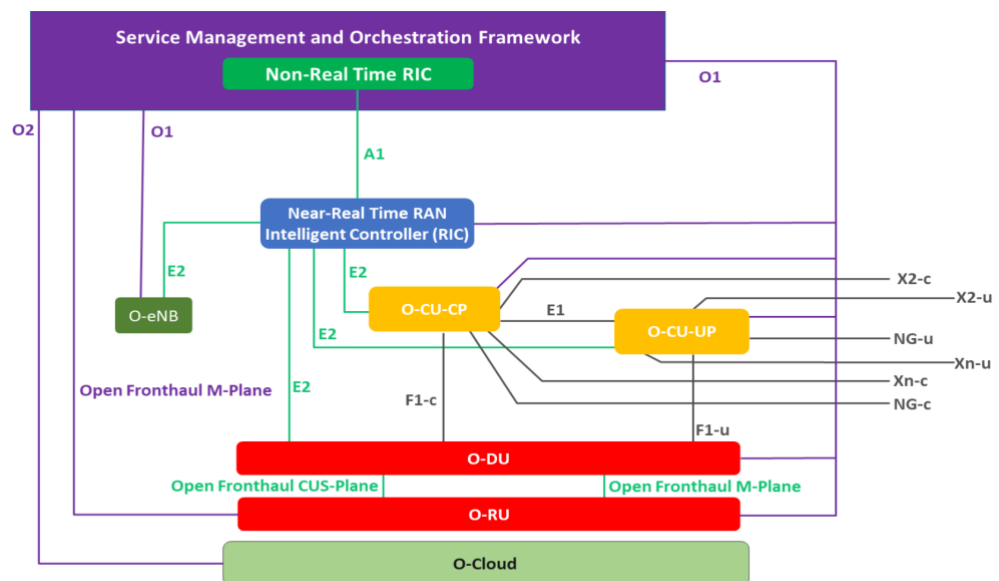 Service Management and Orchestration Framework
Non-Real Time RIC
O1
O2
O1
A1
Near-Real Time RAN
Intelligent Controller (RIC)
E2
E2
X2-c
O-CU-CP
E1
X2-u
O-eNB
E2
O-CU-UP
NG-u
Xn-u
Open Fronthaul M-Plane
E2
Xn-c
F1-c
NG-c
F1-u
O-DU
Open Fronthaul CUS-Plane
Open Fronthaul M-Plane
O-RU
O-Cloud